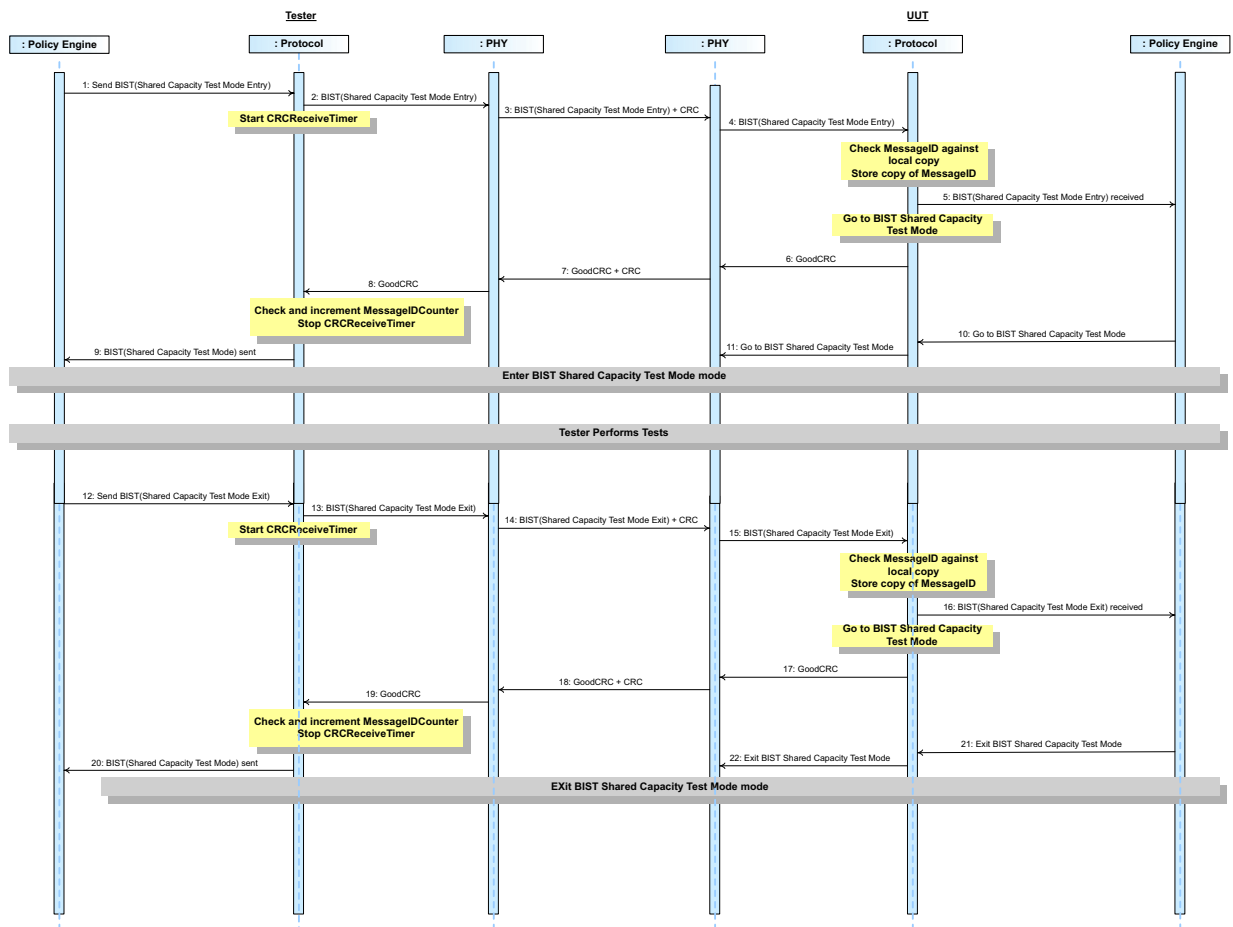 Tester
UUT
: Policy Engine
: Protocol
: PHY
: PHY
: Protocol
: Policy Engine
1: Send BIST(Shared Capacity Test Mode Entry)
2: BIST(Shared Capacity Test Mode Entry)
Start CRCReceiveTimer
3: BIST(Shared Capacity Test Mode Entry) + CRC
4: BIST(Shared Capacity Test Mode Entry)
Check MessageID against
local copy
Store copy of MessageID
5: BIST(Shared Capacity Test Mode Entry) received
Go to BIST Shared Capacity
Test Mode
6: GoodCRC
7: GoodCRC + CRC
8: GoodCRC
Check and increment MessageIDCounter
Stop CRCReceiveTimer
9: BIST(Shared Capacity Test Mode) sent
10: Go to BIST Shared Capacity Test Mode
11: Go to BIST Shared Capacity Test Mode
Enter BIST Shared Capacity Test Mode mode
Tester Performs Tests
12: Send BIST(Shared Capacity Test Mode Exit)
13: BIST(Shared Capacity Test Mode Exit)
Start CRCReceiveTimer
14: BIST(Shared Capacity Test Mode Exit) + CRC
15: BIST(Shared Capacity Test Mode Exit)
Check MessageID against
local copy
Store copy of MessageID
16: BIST(Shared Capacity Test Mode Exit) received
Go to BIST Shared Capacity
Test Mode
17: GoodCRC
18: GoodCRC + CRC
19: GoodCRC
Check and increment MessageIDCounter
Stop CRCReceiveTimer
20: BIST(Shared Capacity Test Mode) sent
21: Exit BIST Shared Capacity Test Mode
22: Exit BIST Shared Capacity Test Mode
EXit BIST Shared Capacity Test Mode mode